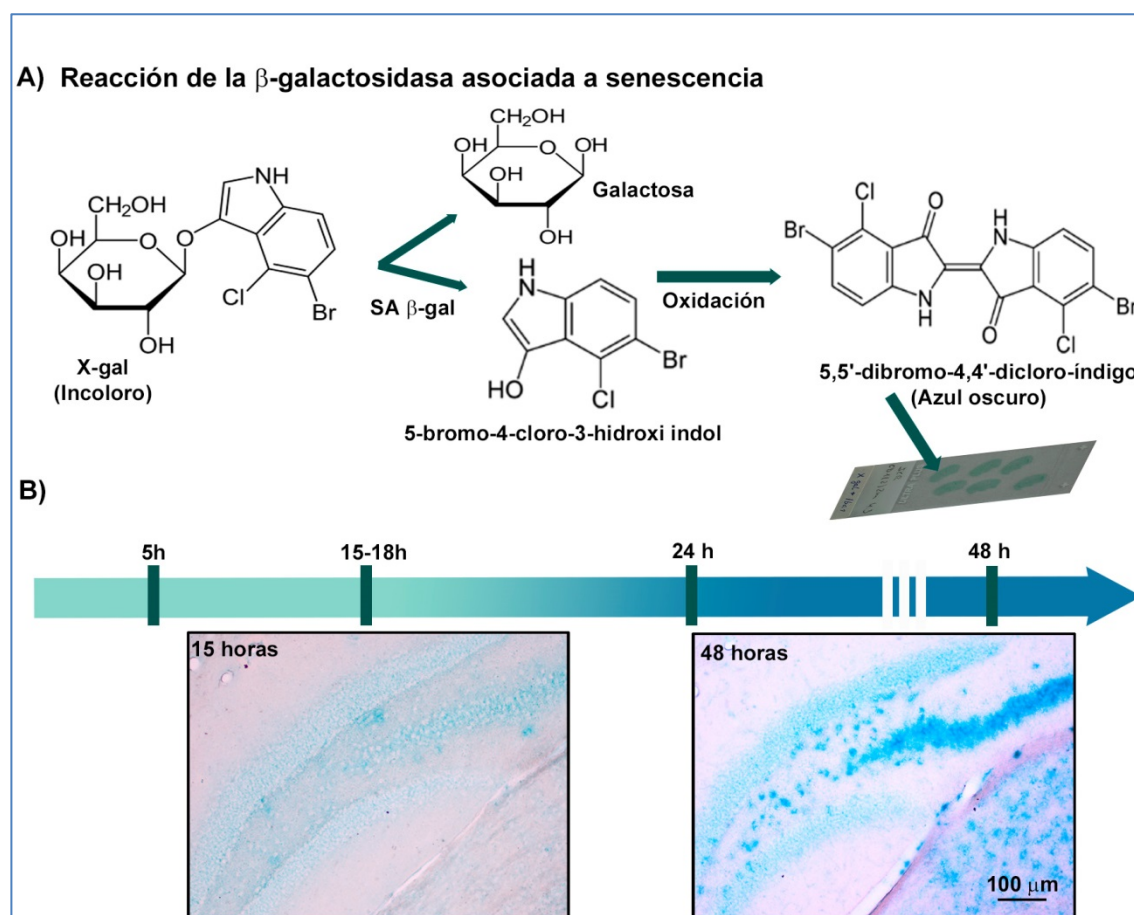 A) Reacción de la β-galactosidasa asociada a senescencia
CH₂OH
OH
O
OH
OH
OH
Galactosa
NH
CH₂OH
OH
O
O
OH
OH
Cl
Br
X-gal
(Incoloro)
SA β-gal
H
N
HO
Br
Cl
5-bromo-4-cloro-3-hidroxi indol
Oxidación
Cl
O
H
N
Br
N
H
O
Br
Cl
5,5'-dibromo-4,4'-dicloro-índigo
(Azul oscuro)
B)
5h
15-18h
24 h
48 h
15 horas
48 horas
100 μm